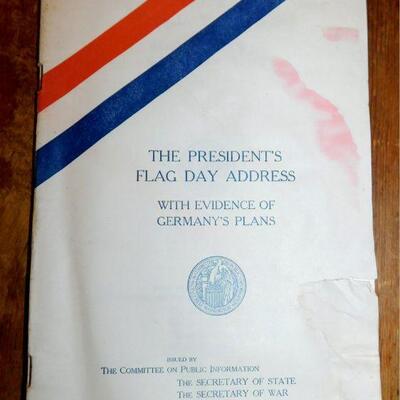 THE PRESIDENT'S
FLAG DAY ADDRESS
WITH EVIDENCE OF
GERMANY'S PLANS
ISSUED BY
THE COMMITTEE ON PUBLIC INFORMATION
THE SECRETARY OF STATE
THE SECRETARY OF WAR